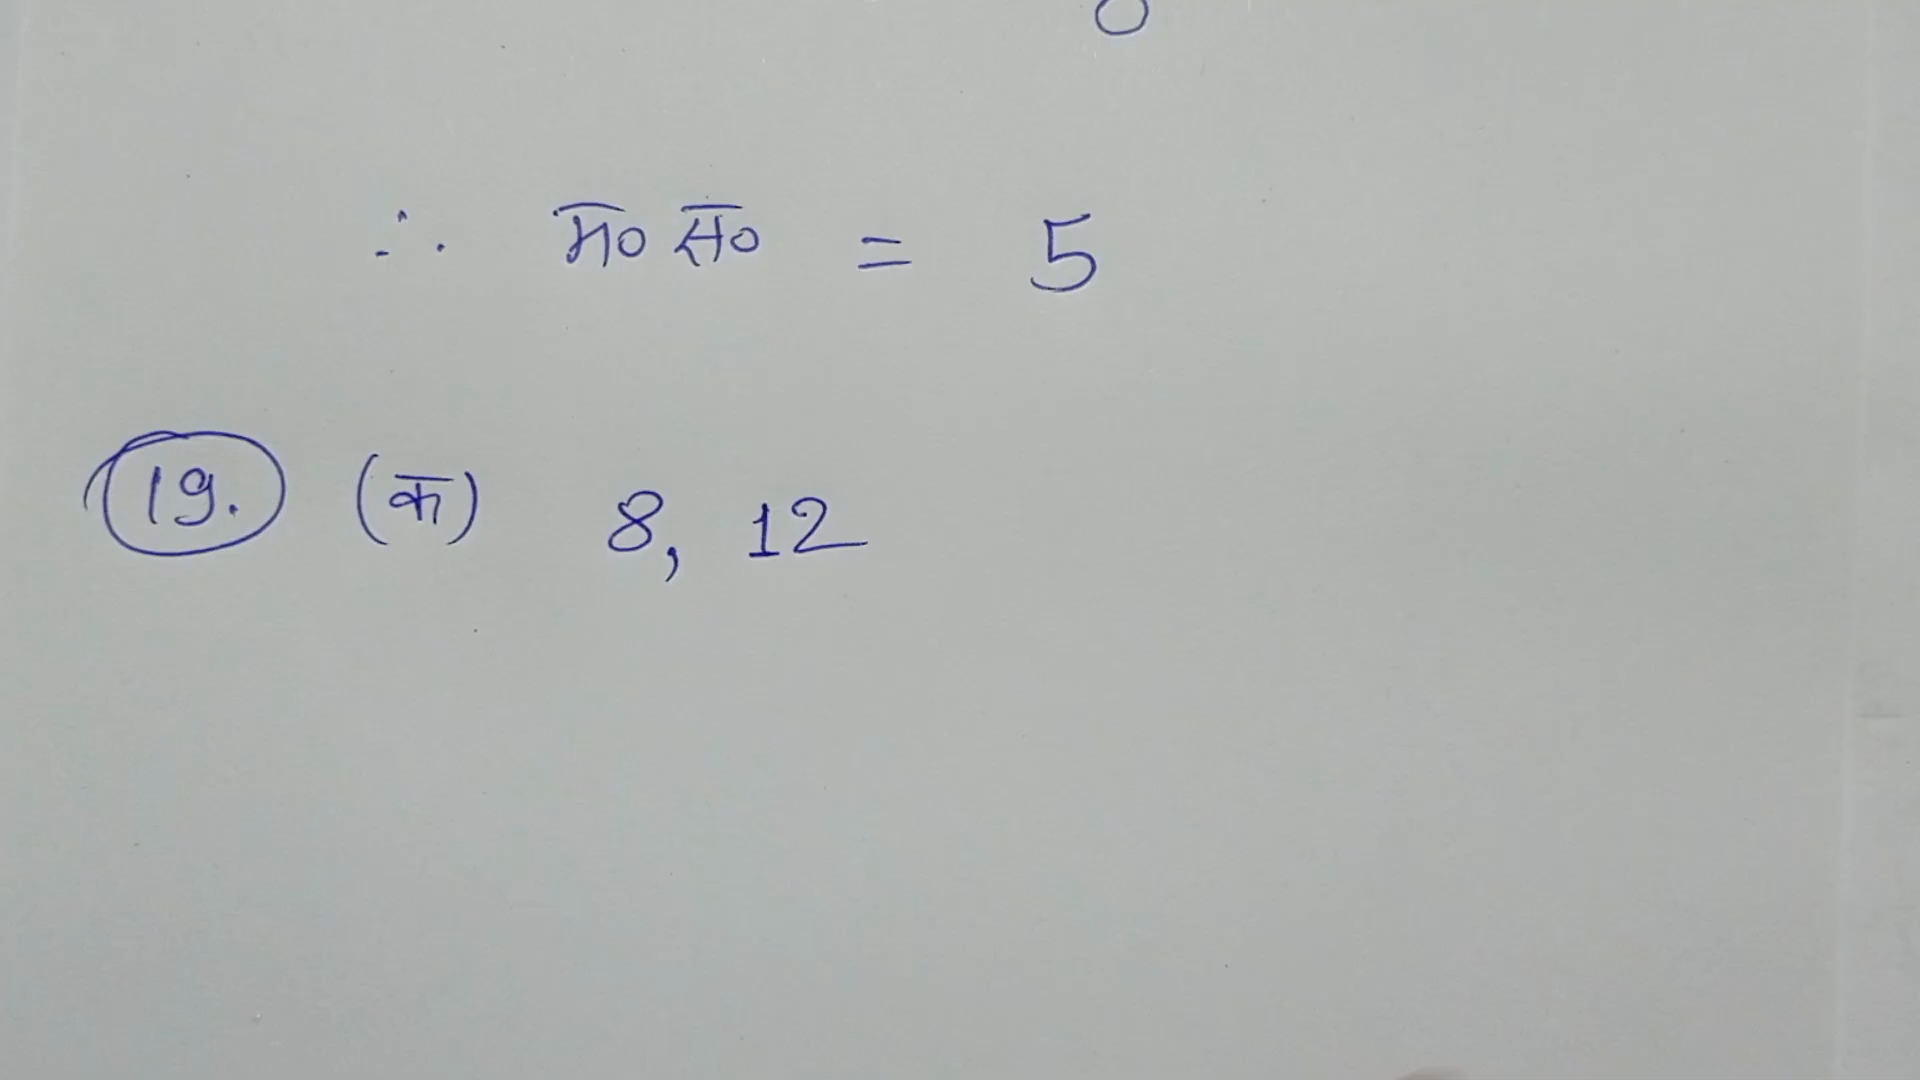 ∴ म० स० = 5
19. (क) 8, 12